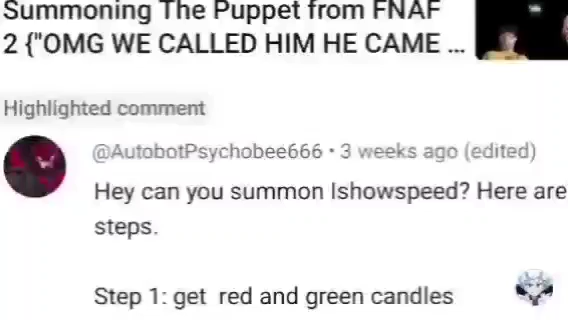 Summoning The Puppet from FNAF
2 {"OMG WE CALLED HIM HE CAME ...
Highlighted comment
@AutobotPsychobee666 • 3 weeks ago (edited)
Hey can you summon Ishowspeed? Here are
steps.
Step 1: get red and green candles